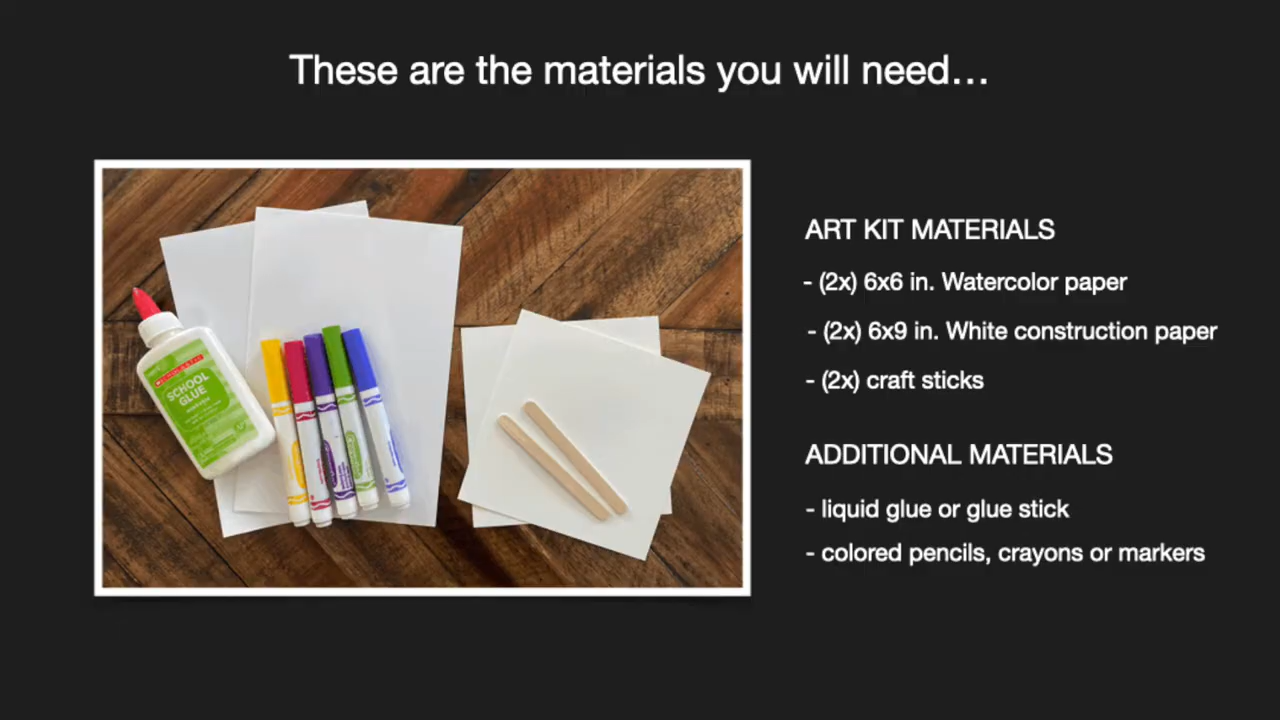 These are the materials you will need…
ART KIT MATERIALS
- (2x) 6x6 in. Watercolor paper
- (2x) 6x9 in. White construction paper
- (2x) craft sticks
ADDITIONAL MATERIALS
- liquid glue or glue stick
- colored pencils, crayons or markers
SCHOLASTIC
SCHOOL
GLUE